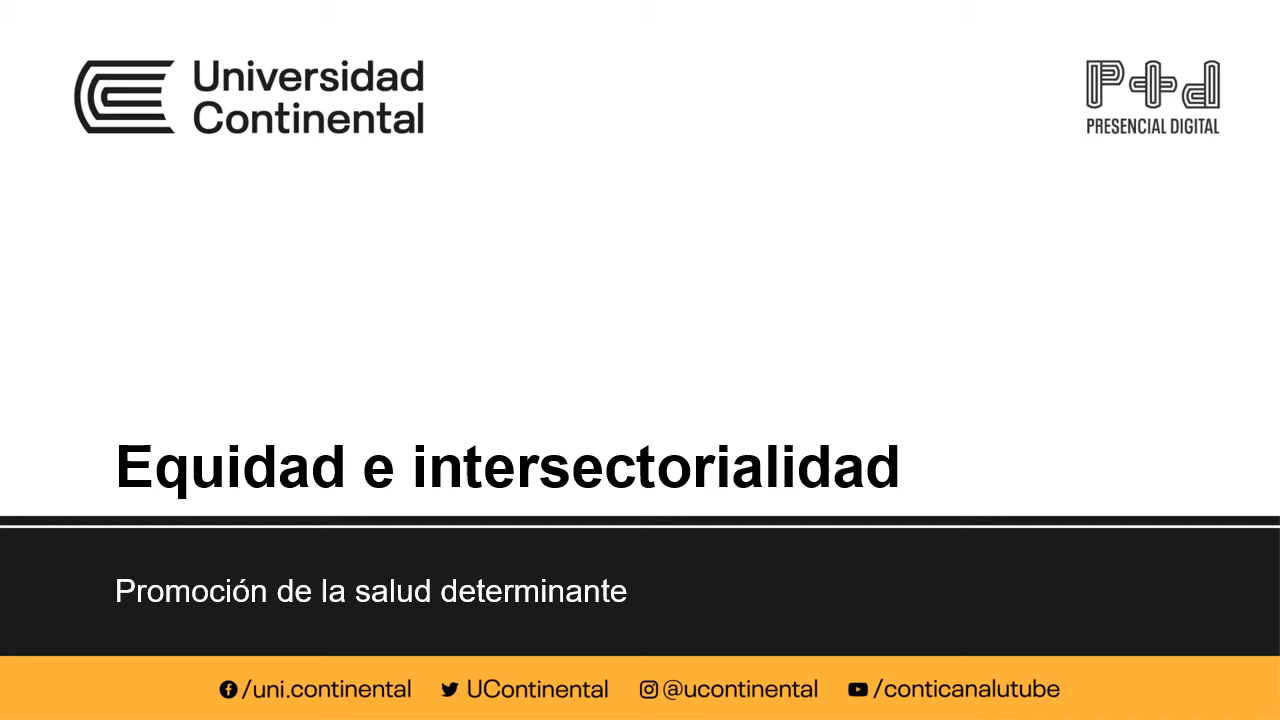 Universidad
Continental
P+d
PRESENCIAL DIGITAL
Equidad e intersectorialidad
Promoción de la salud determinante
/uni.continental UContinental @ucontinental /conticanalutube